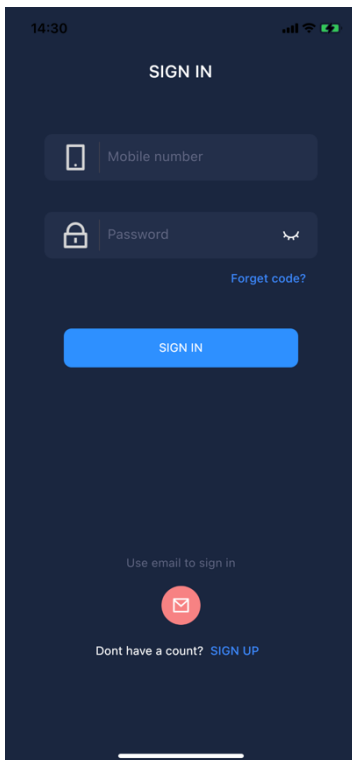 14:30
SIGN IN
Mobile number
Password
Forget code?
SIGN IN
Use email to sign in
Dont have a count? SIGN UP